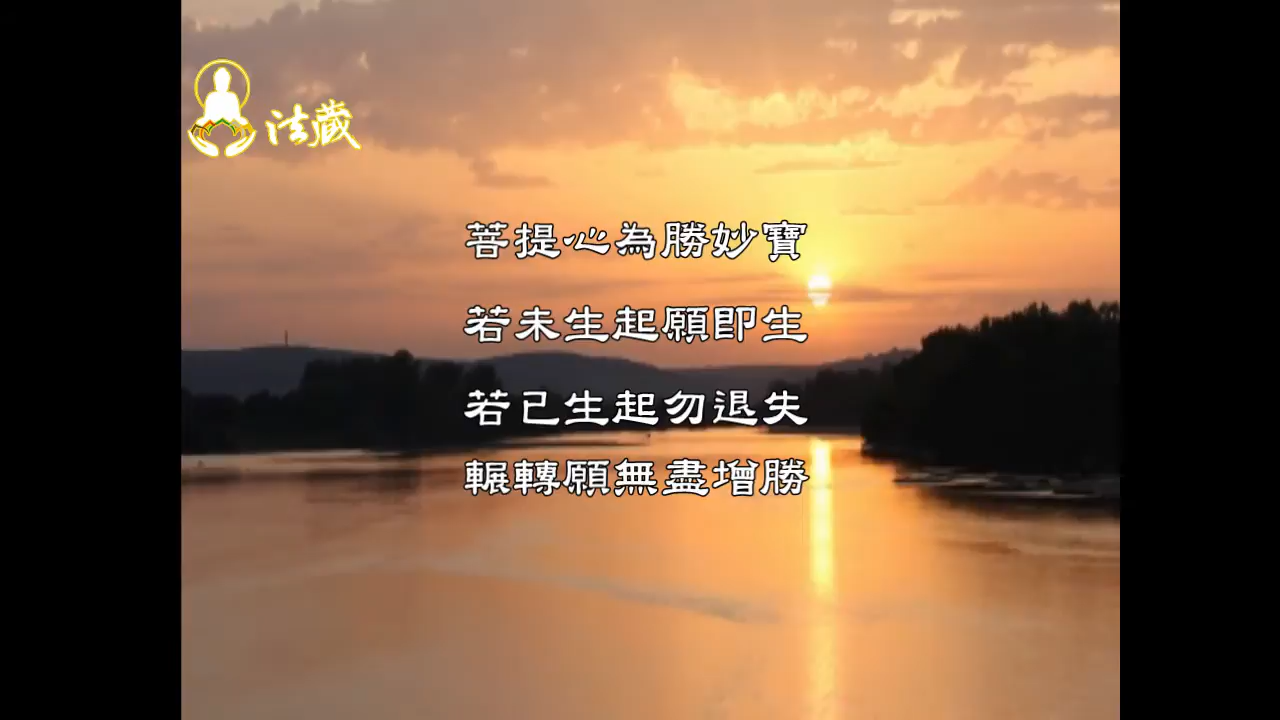 法藏
菩提心為勝妙寶
若未生起願即生
若已生起勿退失
輾轉願無盡增勝